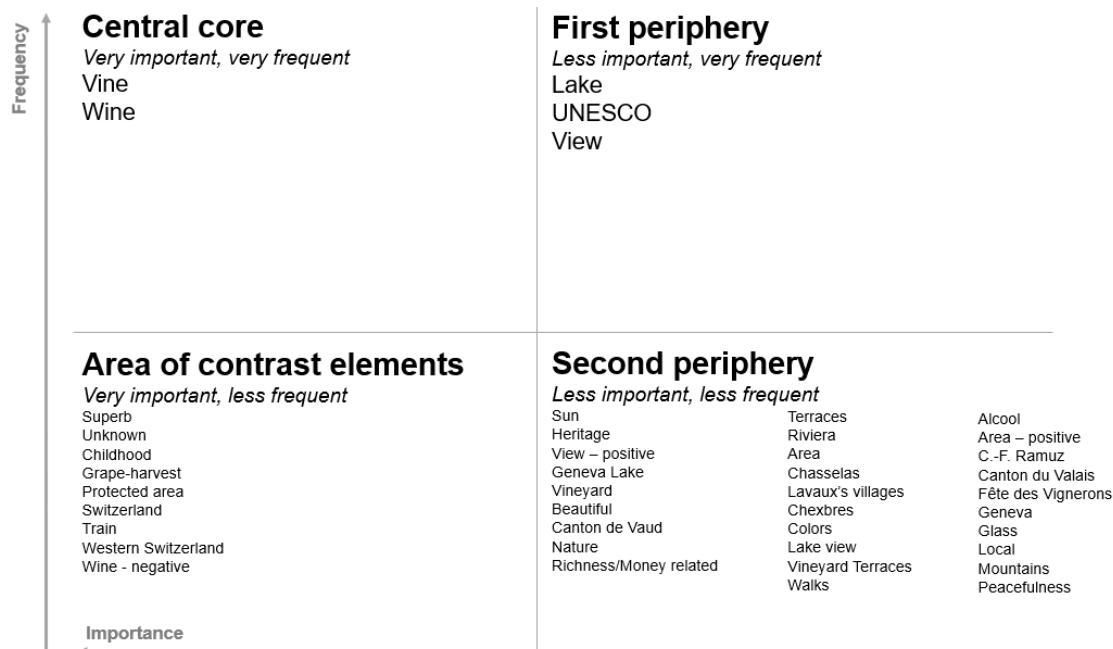 Frequency
Central core
Very important, very frequent
Vine
Wine
First periphery
Less important, very frequent
Lake
UNESCO
View
Area of contrast elements
Very important, less frequent
Superb
Unknown
Childhood
Grape-harvest
Protected area
Switzerland
Train
Western Switzerland
Wine - negative
Second periphery
Less important, less frequent
Sun
Heritage
View – positive
Geneva Lake
Vineyard
Beautiful
Canton de Vaud
Nature
Richness/Money related
Terraces
Riviera
Area
Chasselas
Lavaux's villages
Chexbres
Colors
Lake view
Vineyard Terraces
Walks
Alcool
Area – positive
C.-F. Ramuz
Canton du Valais
Fête des Vignerons
Geneva
Glass
Local
Mountains
Peacefulness
Importance